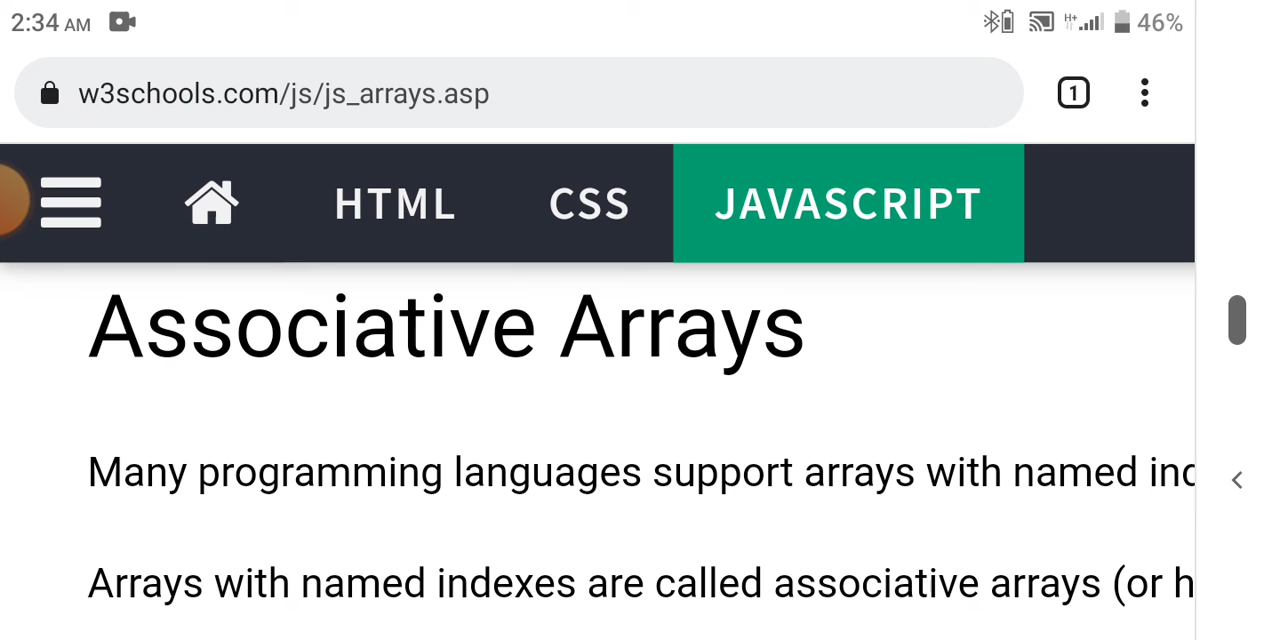 2:34 AM H+ 46%
w3schools.com/js/js_arrays.asp 1
HTML CSS JAVASCRIPT
Associative Arrays
Many programming languages support arrays with named
Arrays with named indexes are called associative arrays (or